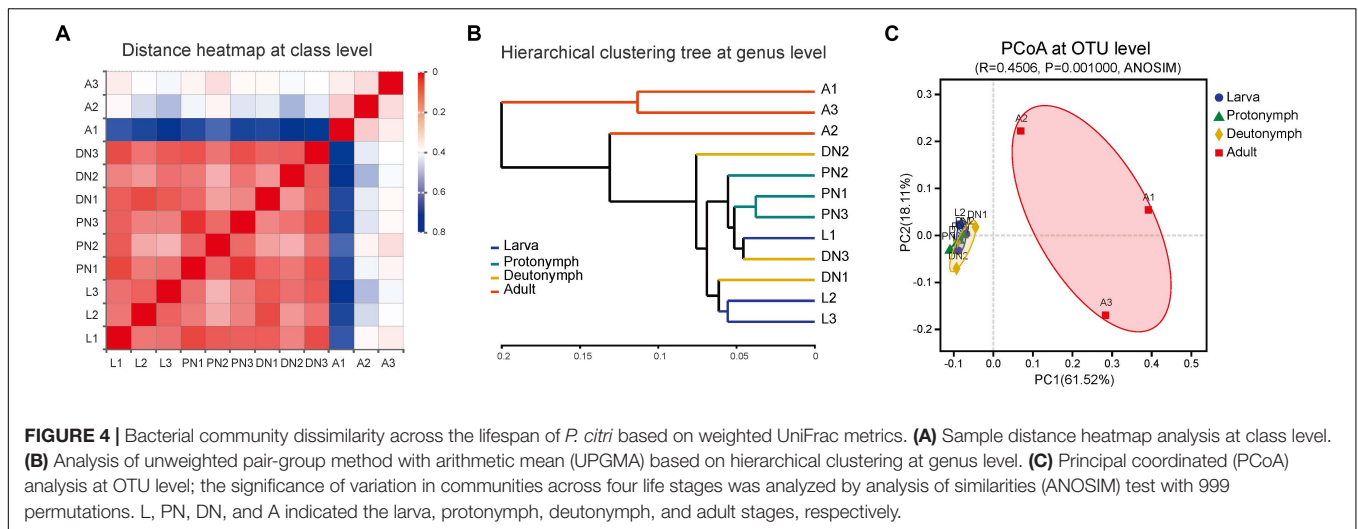 A
Distance heatmap at class level
A3
A2
A1
DN3
DN2
DN1
PN3
PN2
PN1
L3
L2
L1
L1 L2 L3 PN1 PN2 PN3 DN1 DN2 DN3 A1 A2 A3
0
0.2
0.4
0.6
0.8
B
Hierarchical clustering tree at genus level
A1
A3
A2
DN2
PN2
PN1
PN3
L1
DN3
DN1
L2
L3
Larva
Protonymph
Deutonymph
Adult
0.2 0.15 0.1 0.05 0
C
PCoA at OTU level
(R=0.4506, P=0.001000, ANOSIM)
PC2(18.11%)
0.3
0.2
0.1
0.0
-0.1
-0.2
A2
A1
A3
L2
DN1
DN2
-0.1 0.0 0.1 0.2 0.3 0.4 0.5
PC1(61.52%)
Larva
Protonymph
Deutonymph
Adult
FIGURE 4 | Bacterial community dissimilarity across the lifespan of P. citri based on weighted UniFrac metrics. (A) Sample distance heatmap analysis at class level.
(B) Analysis of unweighted pair-group method with arithmetic mean (UPGMA) based on hierarchical clustering at genus level. (C) Principal coordinated (PCoA)
analysis at OTU level; the significance of variation in communities across four life stages was analyzed by analysis of similarities (ANOSIM) test with 999
permutations. L, PN, DN, and A indicated the larva, protonymph, deutonymph, and adult stages, respectively.